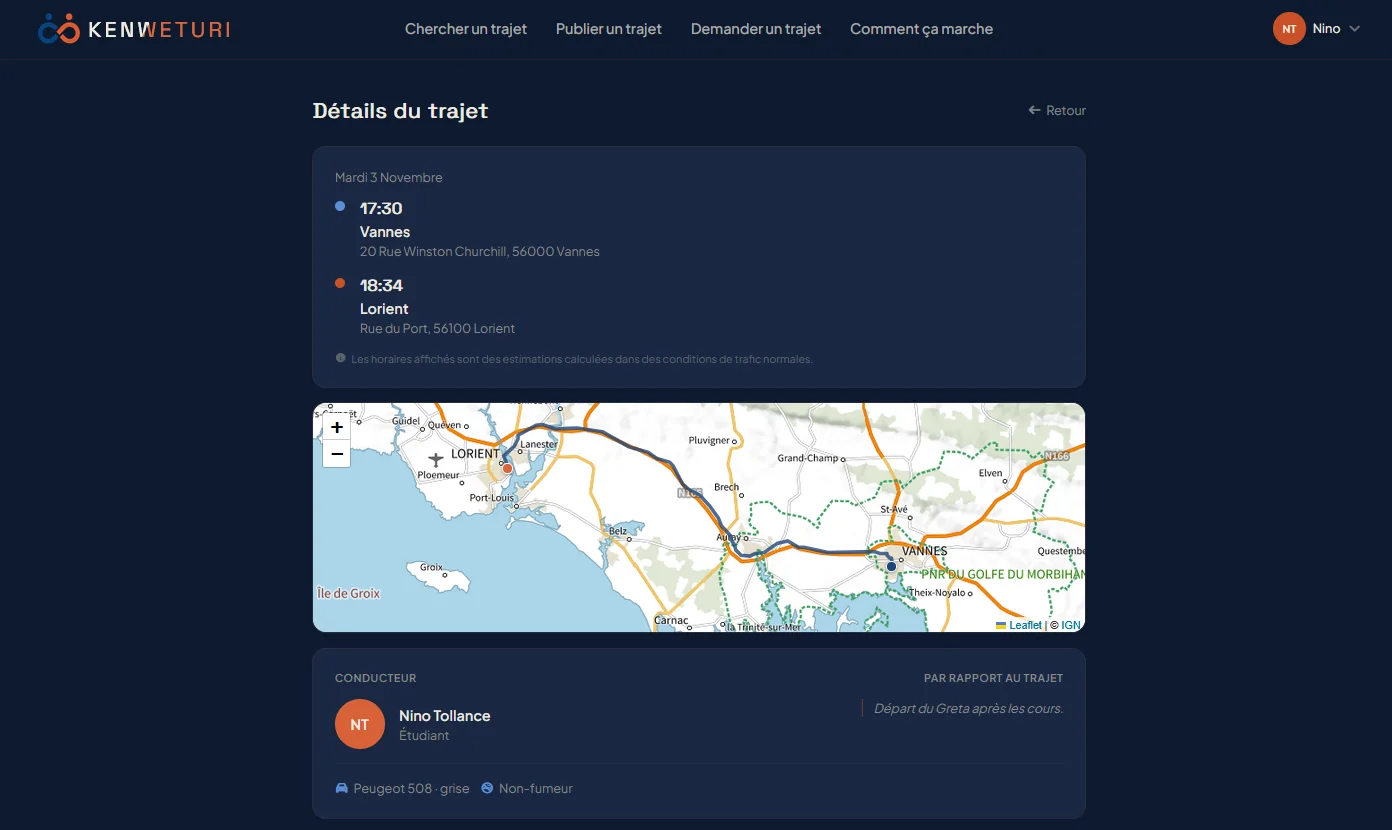 KENWETURI
Chercher un trajet
Publier un trajet
Demander un trajet
Comment ça marche
NT
Nino
Détails du trajet
← Retour
Mardi 3 Novembre
17:30
Vannes
20 Rue Winston Churchill, 56000 Vannes
18:34
Lorient
Rue du Port, 56100 Lorient
Les horaires affichés sont des estimations calculées dans des conditions de trafic normales.
+
−
Guidel
Quéven
Lanester
LORIENT
Ploemeur
Port-Louis
Pluvigner
Grand-Champ
N166
Elven
Brech
St-Avé
Belz
Auray
VANNES
Questembe
Groix
PNR DU GOLFE DU MORBIHAN
Île de Groix
Theix-Noyalo
Carnac
la Trinité-sur-Mer
Leaflet | © IGN
CONDUCTEUR
PAR RAPPORT AU TRAJET
NT
Nino Tollance
Étudiant
Départ du Greta après les cours.
Peugeot 508 · grise
Non-fumeur